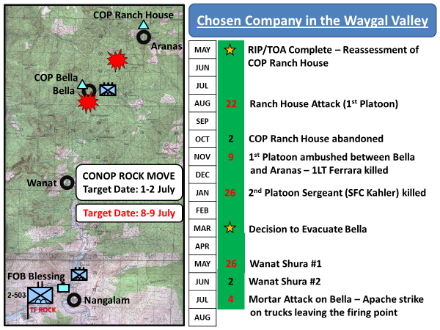 COP Ranch House
Aranas
COP Bella
Bella
Wanat
CONOP ROCK MOVE
Target Date: 1-2 July
Target Date: 8-9 July
FOB Blessing
2-503
TF ROCK
Nangalam
Chosen Company in the Waygal Valley
MAY RIP/TOA Complete – Reassessment of
COP Ranch House
JUN
JUL
AUG 22 Ranch House Attack (1st Platoon)
SEP
OCT 2 COP Ranch House abandoned
NOV 9 1st Platoon ambushed between Bella
and Aranas – 1LT Ferrara killed
DEC
JAN 26 2nd Platoon Sergeant (SFC Kahler) killed
FEB
MAR Decision to Evacuate Bella
APR
MAY 26 Wanat Shura #1
JUN 2 Wanat Shura #2
JUL 4 Mortar Attack on Bella – Apache strike
on trucks leaving the firing point
AUG